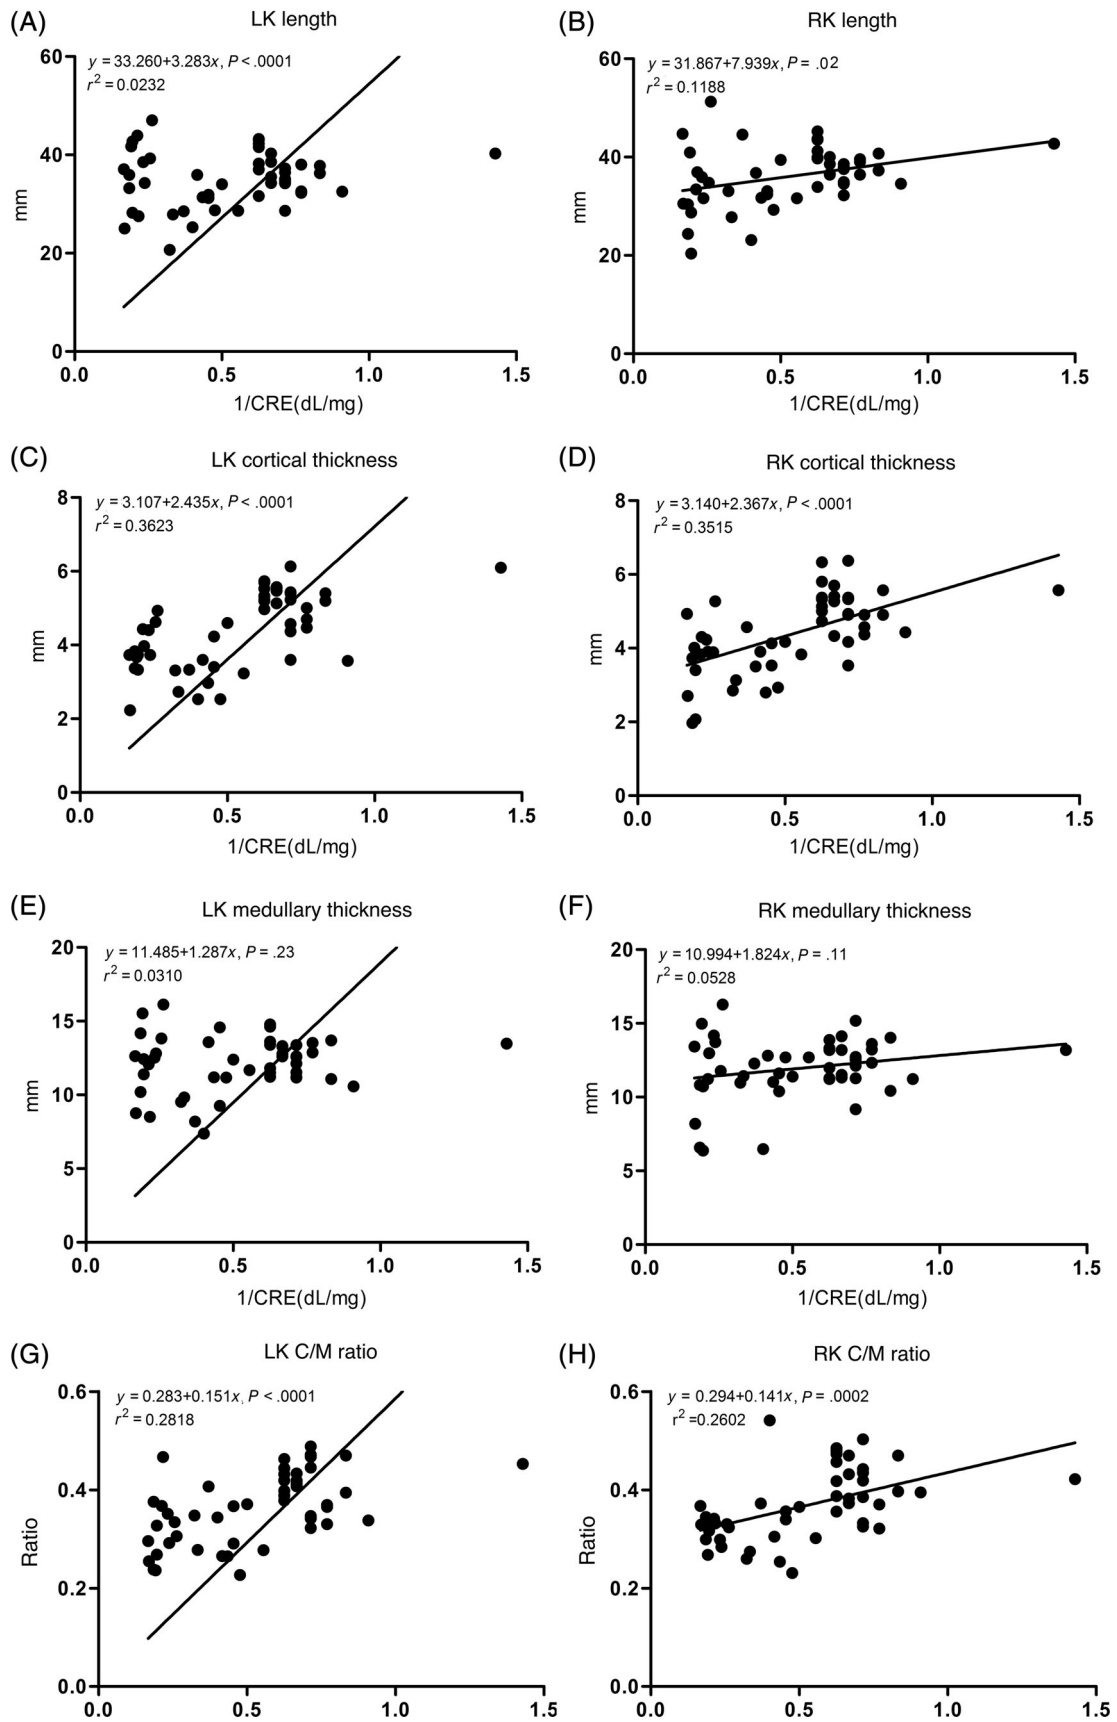 (A)
LK length
y = 33.260+3.283x, P < .0001
r² = 0.0232
60
40
20
0
mm
0.0 0.5 1.0 1.5
1/CRE(dL/mg)
(B)
RK length
y = 31.867+7.939x, P = .02
r² = 0.1188
60
40
20
0
mm
0.0 0.5 1.0 1.5
1/CRE(dL/mg)
(C)
LK cortical thickness
y = 3.107+2.435x, P < .0001
r² = 0.3623
8
6
4
2
0
mm
0.0 0.5 1.0 1.5
1/CRE(dL/mg)
(D)
RK cortical thickness
y = 3.140+2.367x, P < .0001
r² = 0.3515
8
6
4
2
0
mm
0.0 0.5 1.0 1.5
1/CRE(dL/mg)
(E)
LK medullary thickness
y = 11.485+1.287x, P = .23
r² = 0.0310
20
15
10
5
0
mm
0.0 0.5 1.0 1.5
1/CRE(dL/mg)
(F)
RK medullary thickness
y = 10.994+1.824x, P = .11
r² = 0.0528
20
15
10
5
0
mm
0.0 0.5 1.0 1.5
1/CRE(dL/mg)
(G)
LK C/M ratio
y = 0.283+0.151x, P < .0001
r² = 0.2818
0.6
0.4
0.2
0.0
Ratio
0.0 0.5 1.0 1.5
(H)
RK C/M ratio
y = 0.294+0.141x, P = .0002
r² =0.2602
0.6
0.4
0.2
0.0
Ratio
0.0 0.5 1.0 1.5